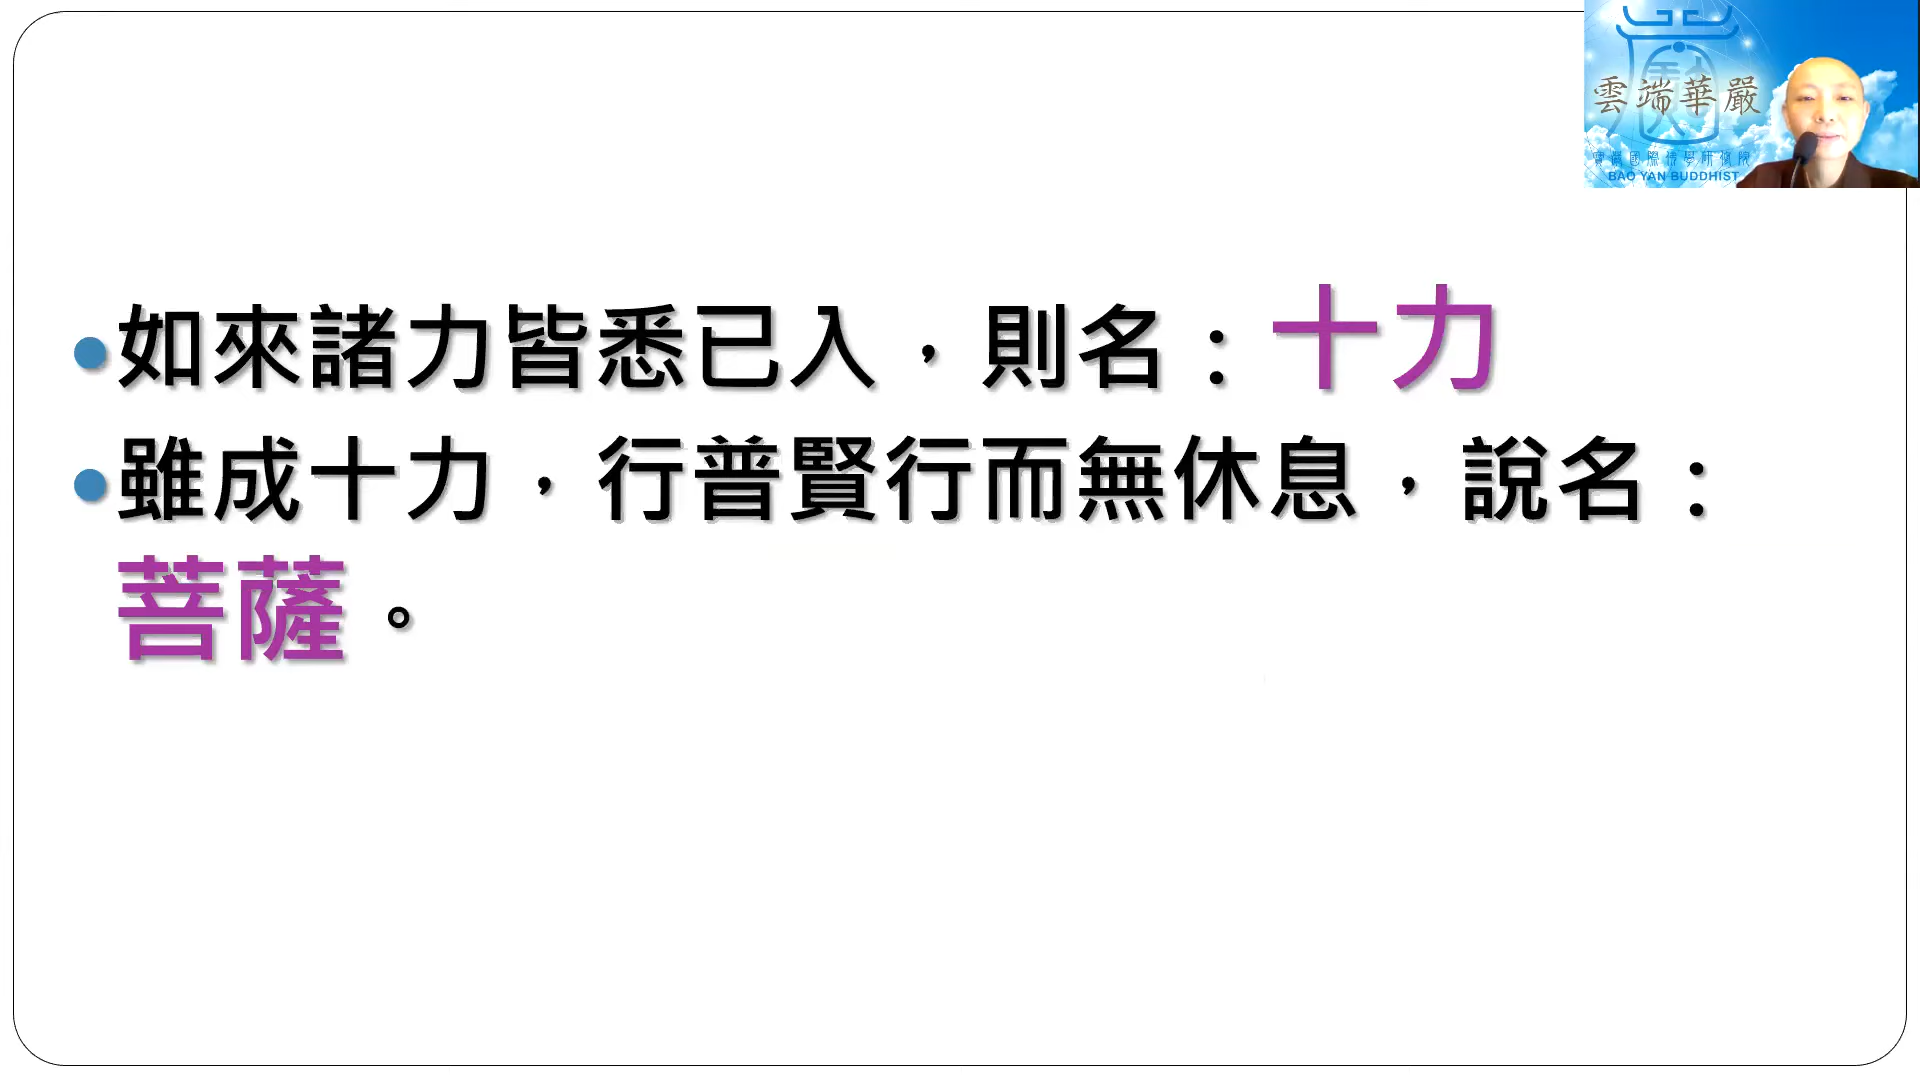 雲端華嚴
寶嚴國際佛學研修院
BAO YAN BUDDHIST
如來諸力皆悉已入，則名：十力
雖成十力，行普賢行而無休息，說名：
菩薩。